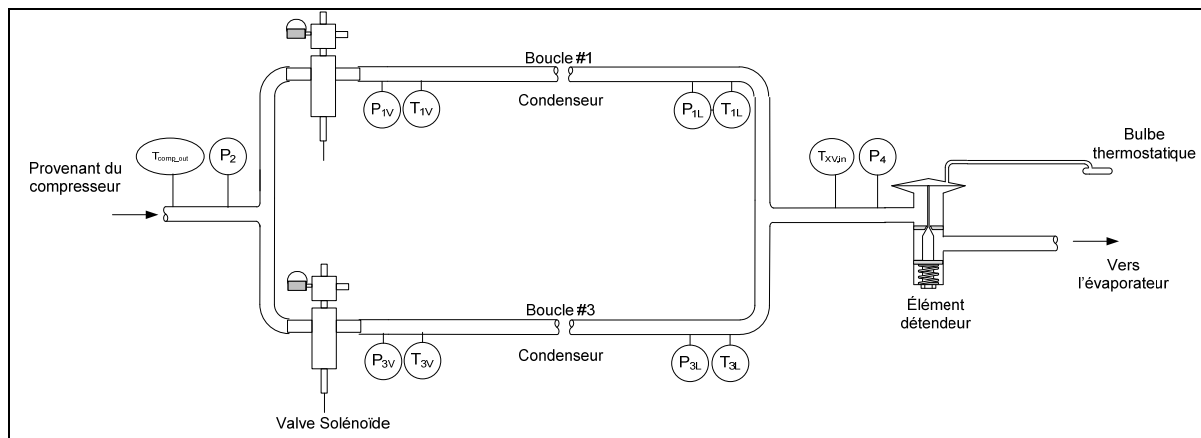 Boucle #1
Condenseur
P1V
T1V
P1L
T1L
Tcomp_out
P2
Provenant du
compresseur
TXV,in
P4
Bulbe
thermostatique
Vers
l'évaporateur
Élément
détendeur
Boucle #3
Condenseur
P3V
T3V
P3L
T3L
Valve Solénoïde